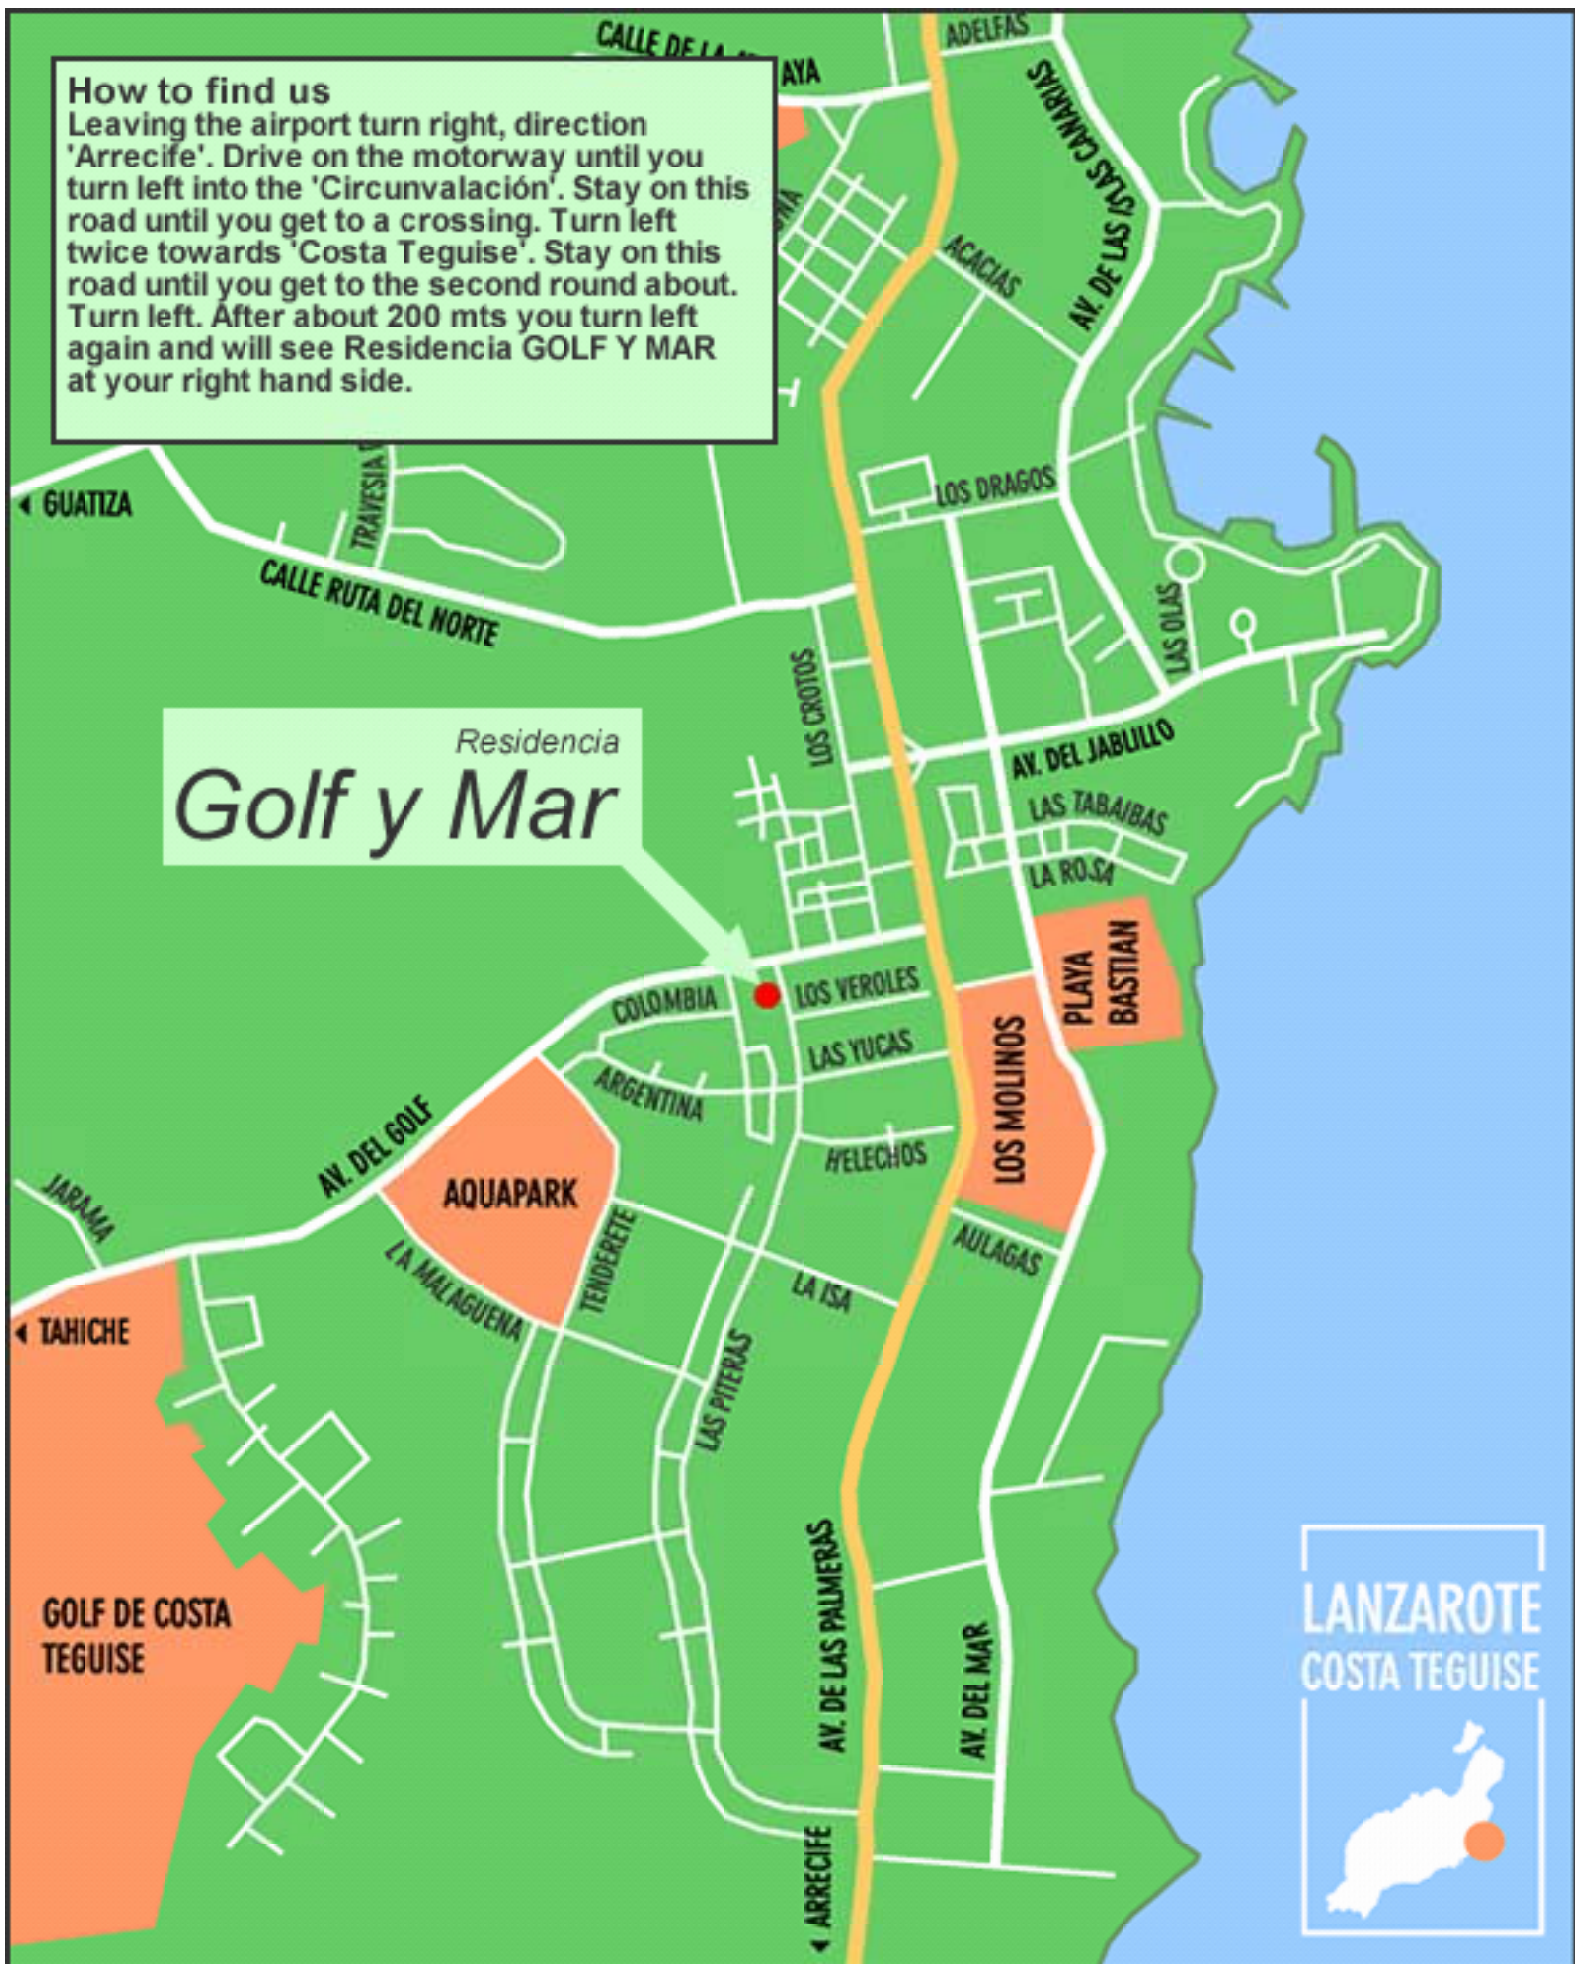 CALLE DE LA
AYA
ADELFAS
How to find us
Leaving the airport turn right, direction
'Arrecife'. Drive on the motorway until you
turn left into the 'Circunvalación'. Stay on this
road until you get to a crossing. Turn left
twice towards 'Costa Teguise'. Stay on this
road until you get to the second round about.
Turn left. After about 200 mts you turn left
again and will see Residencia GOLF Y MAR
at your right hand side.
AV. DE LAS ISLAS CANARIAS
ACACIAS
GUATIZA
TRAVESIA
LOS DRAGOS
CALLE RUTA DEL NORTE
LAS OLAS
LOS CROTOS
Residencia
Golf y Mar
AV. DEL JABLILLO
LAS TABAIBAS
LA ROSA
PLAYA
BASTIAN
COLOMBIA
LOS VEROLES
LAS YUCAS
LOS MOLINOS
ARGENTINA
AV. DEL GOLF
HELECHOS
AQUAPARK
JARAMA
TENDERETE
AULAGAS
LA MALAGUENA
LA ISA
TAHICHE
LAS PITERAS
GOLF DE COSTA
TEGUISE
AV. DE LAS PALMERAS
AV. DEL MAR
ARRECIFE
LANZAROTE
COSTA TEGUISE